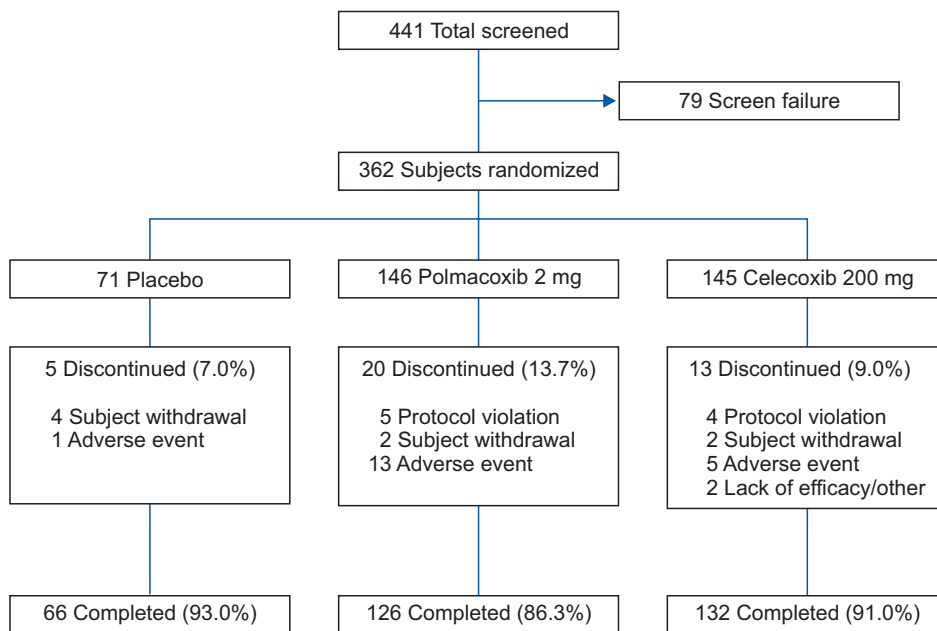 441 Total screened
79 Screen failure
362 Subjects randomized
71 Placebo
146 Polmacoxib 2 mg
145 Celecoxib 200 mg
5 Discontinued (7.0%)
4 Subject withdrawal
1 Adverse event
20 Discontinued (13.7%)
5 Protocol violation
2 Subject withdrawal
13 Adverse event
13 Discontinued (9.0%)
4 Protocol violation
2 Subject withdrawal
5 Adverse event
2 Lack of efficacy/other
66 Completed (93.0%)
126 Completed (86.3%)
132 Completed (91.0%)